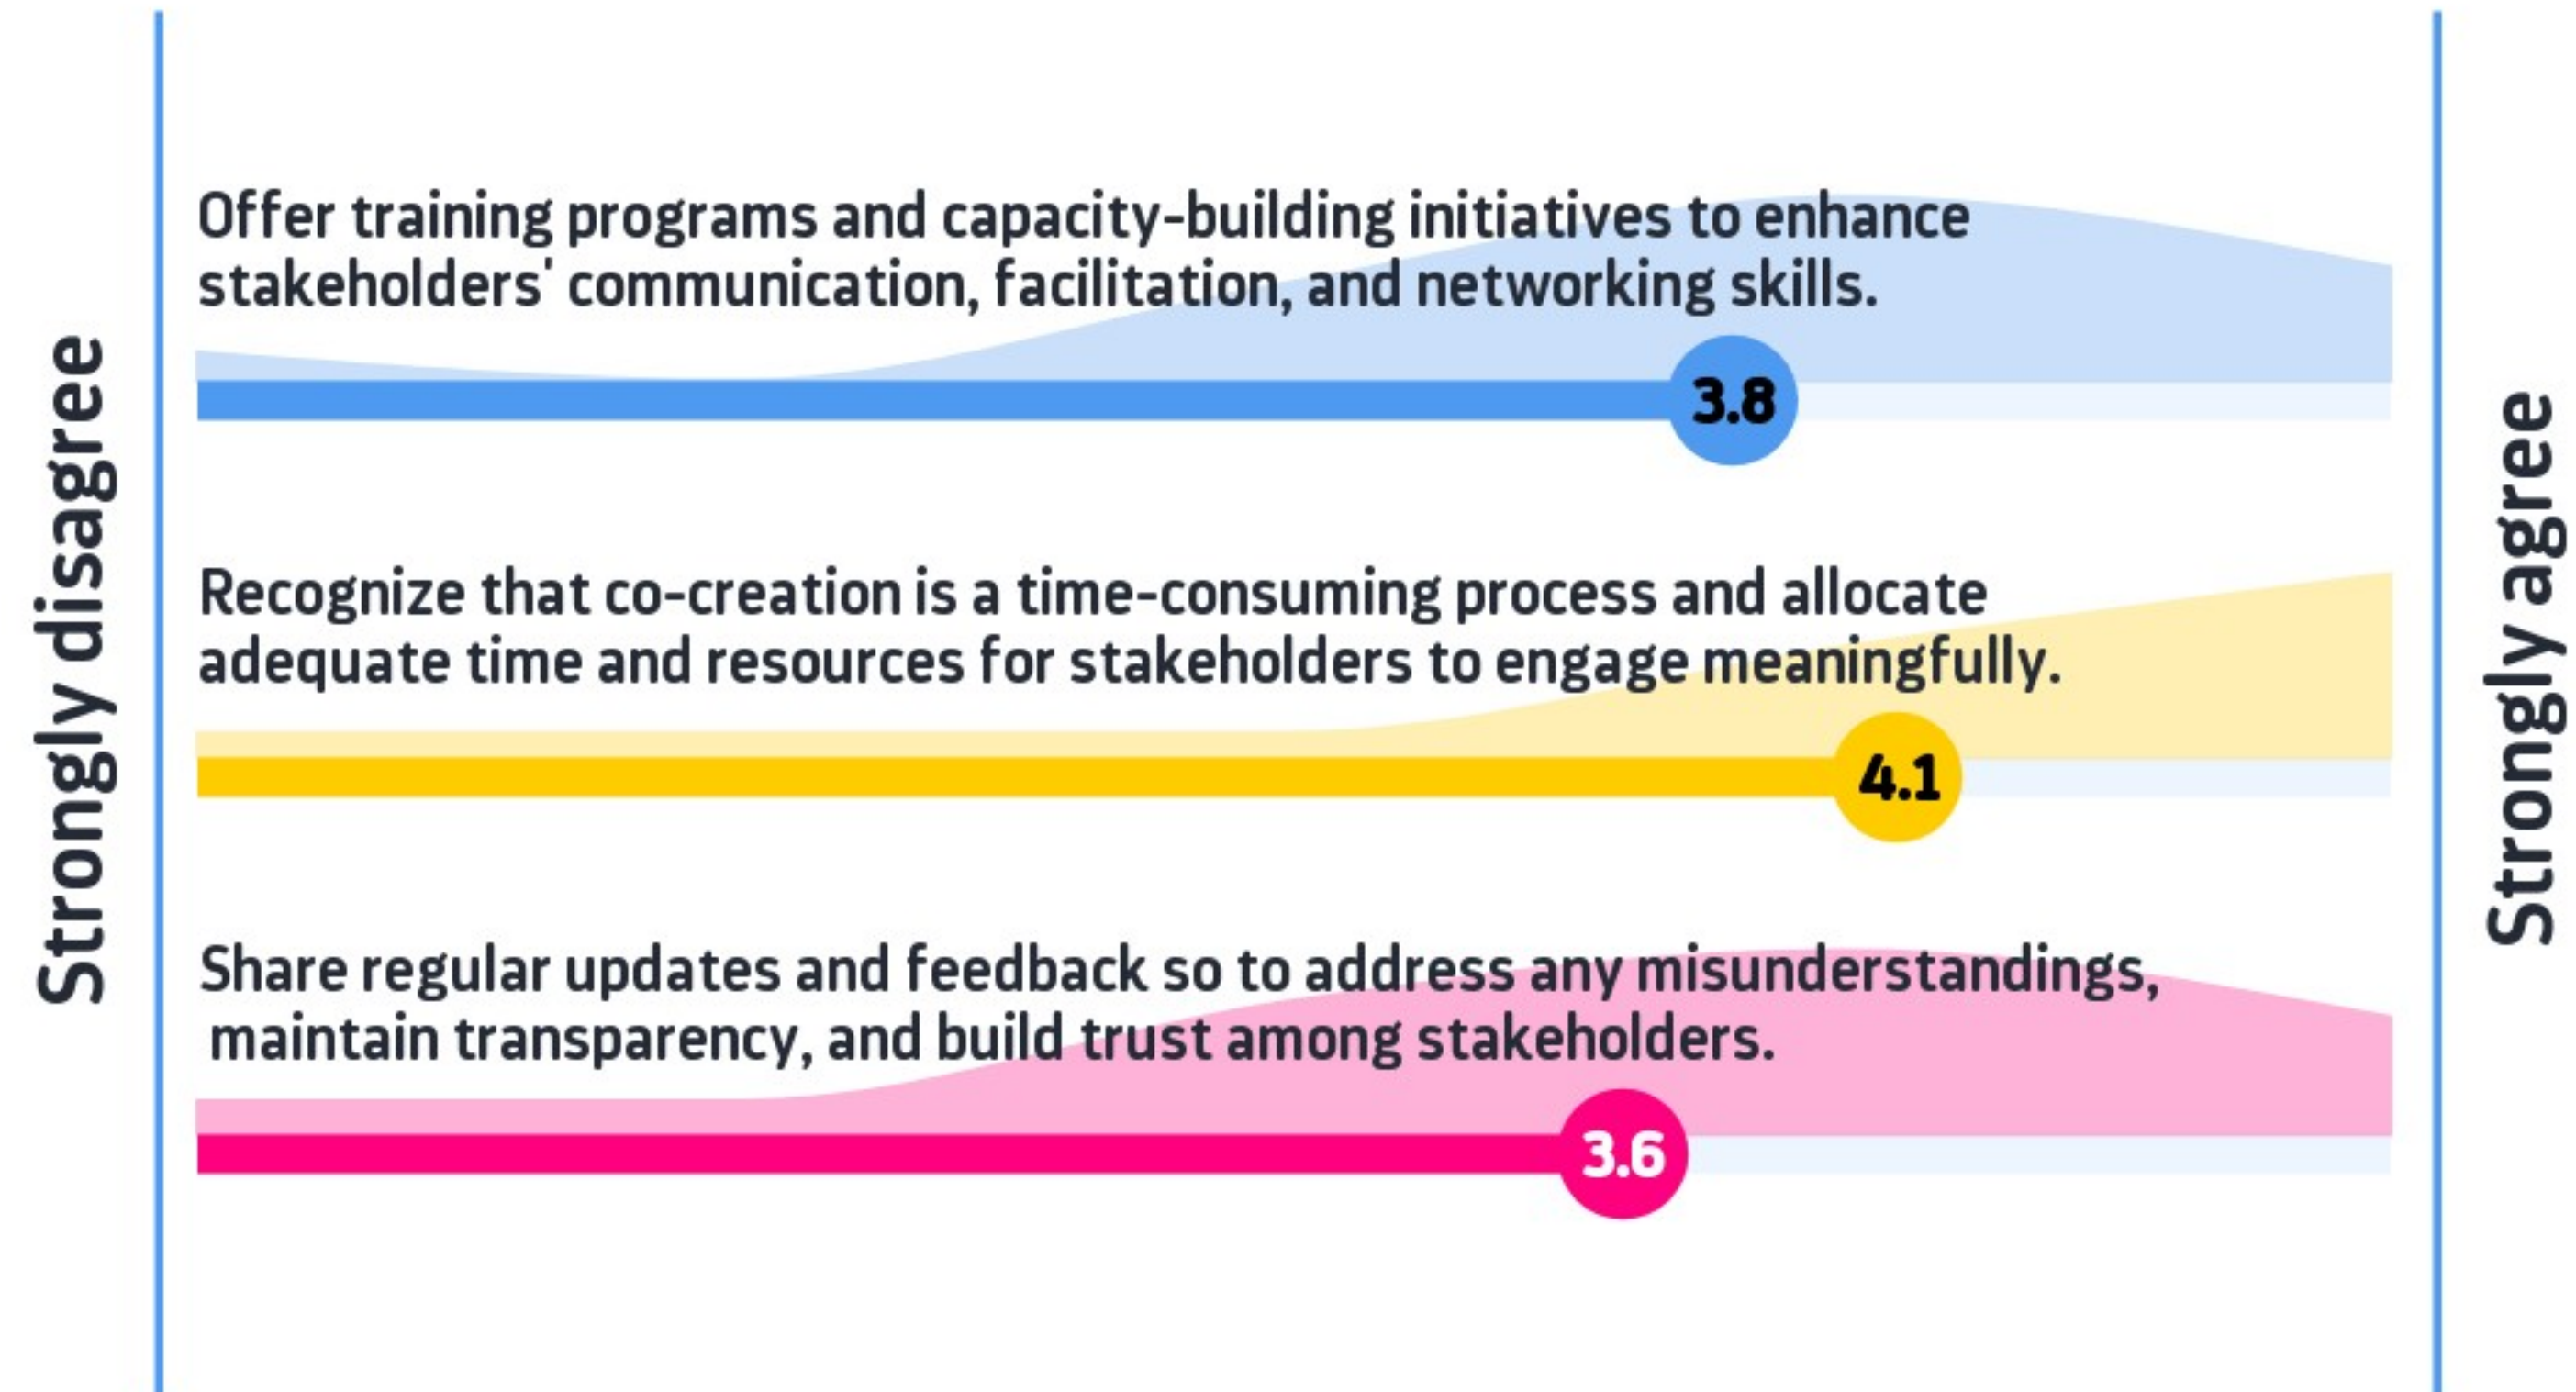 Strongly disagree
Offer training programs and capacity-building initiatives to enhance
stakeholders' communication, facilitation, and networking skills.
3.8
Recognize that co-creation is a time-consuming process and allocate
adequate time and resources for stakeholders to engage meaningfully.
4.1
Share regular updates and feedback so to address any misunderstandings,
maintain transparency, and build trust among stakeholders.
3.6
Strongly agree